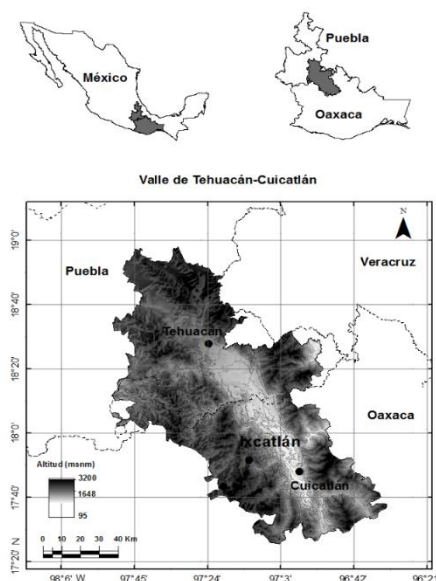 México
Puebla
Oaxaca
Valle de Tehuacán-Cuicatlán
N
19°0'
Puebla
Veracruz
18°40'
Tehuacán
18°20'
Oaxaca
18°0'
Ixcatlán
Altitud (msnm)
3200
1648
95
Cuicatlán
17°40'
0 10 20 30 40 Km
17°20' N
98°6' W 97°45' 97°24' 97°3' 96°42' 96°21'